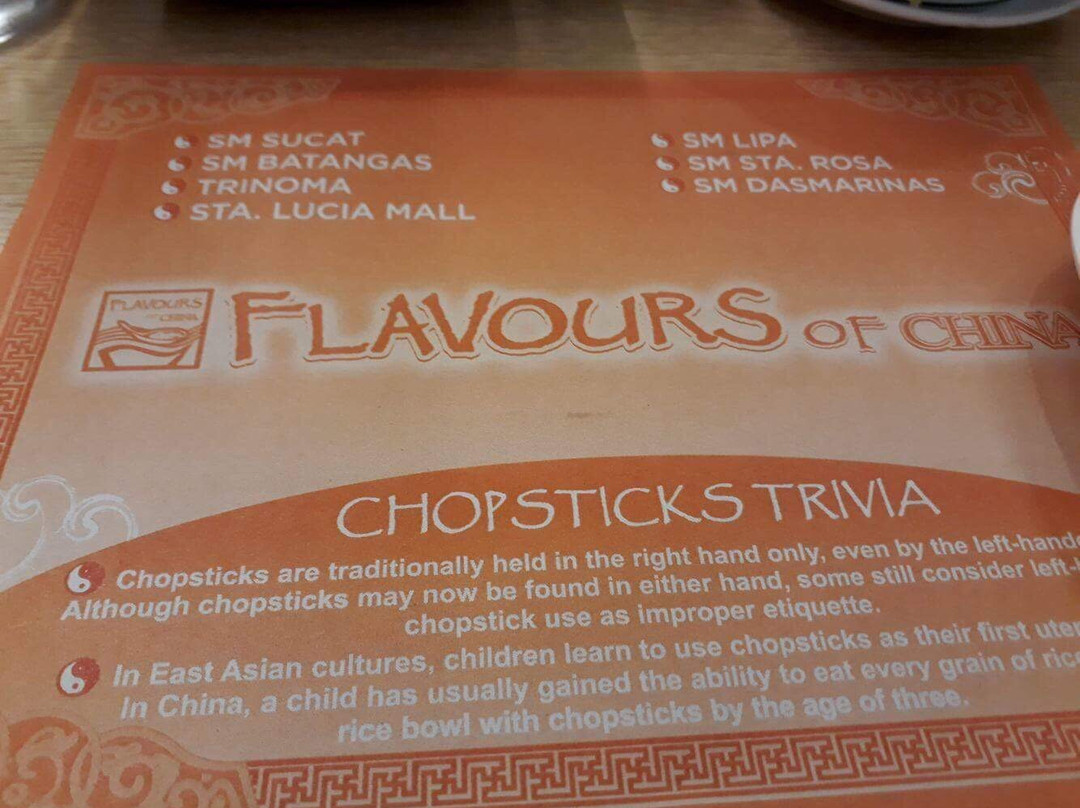 SM SUCAT
SM BATANGAS
TRINOMA
STA. LUCIA MALL
SM LIPA
SM STA. ROSA
SM DASMARINAS
FLAVOURS
OF CHINA
FLAVOURS OF CHINA
CHOPSTICKS TRIVIA
Chopsticks are traditionally held in the right hand only, even by the left-hande
Although chopsticks may now be found in either hand, some still consider left-
chopstick use as improper etiquette.
In East Asian cultures, children learn to use chopsticks as their first uten
In China, a child has usually gained the ability to eat every grain of rice
rice bowl with chopsticks by the age of three.